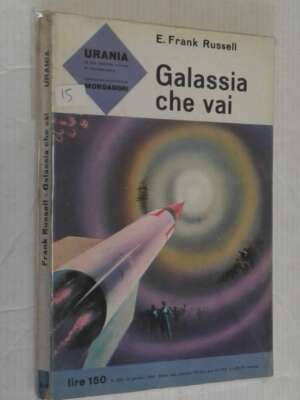 E. Frank Russell
URANIA
MONDADORI
Galassia
che vai
15
Frank Russell - Galassia che vai URANIA
lire 150